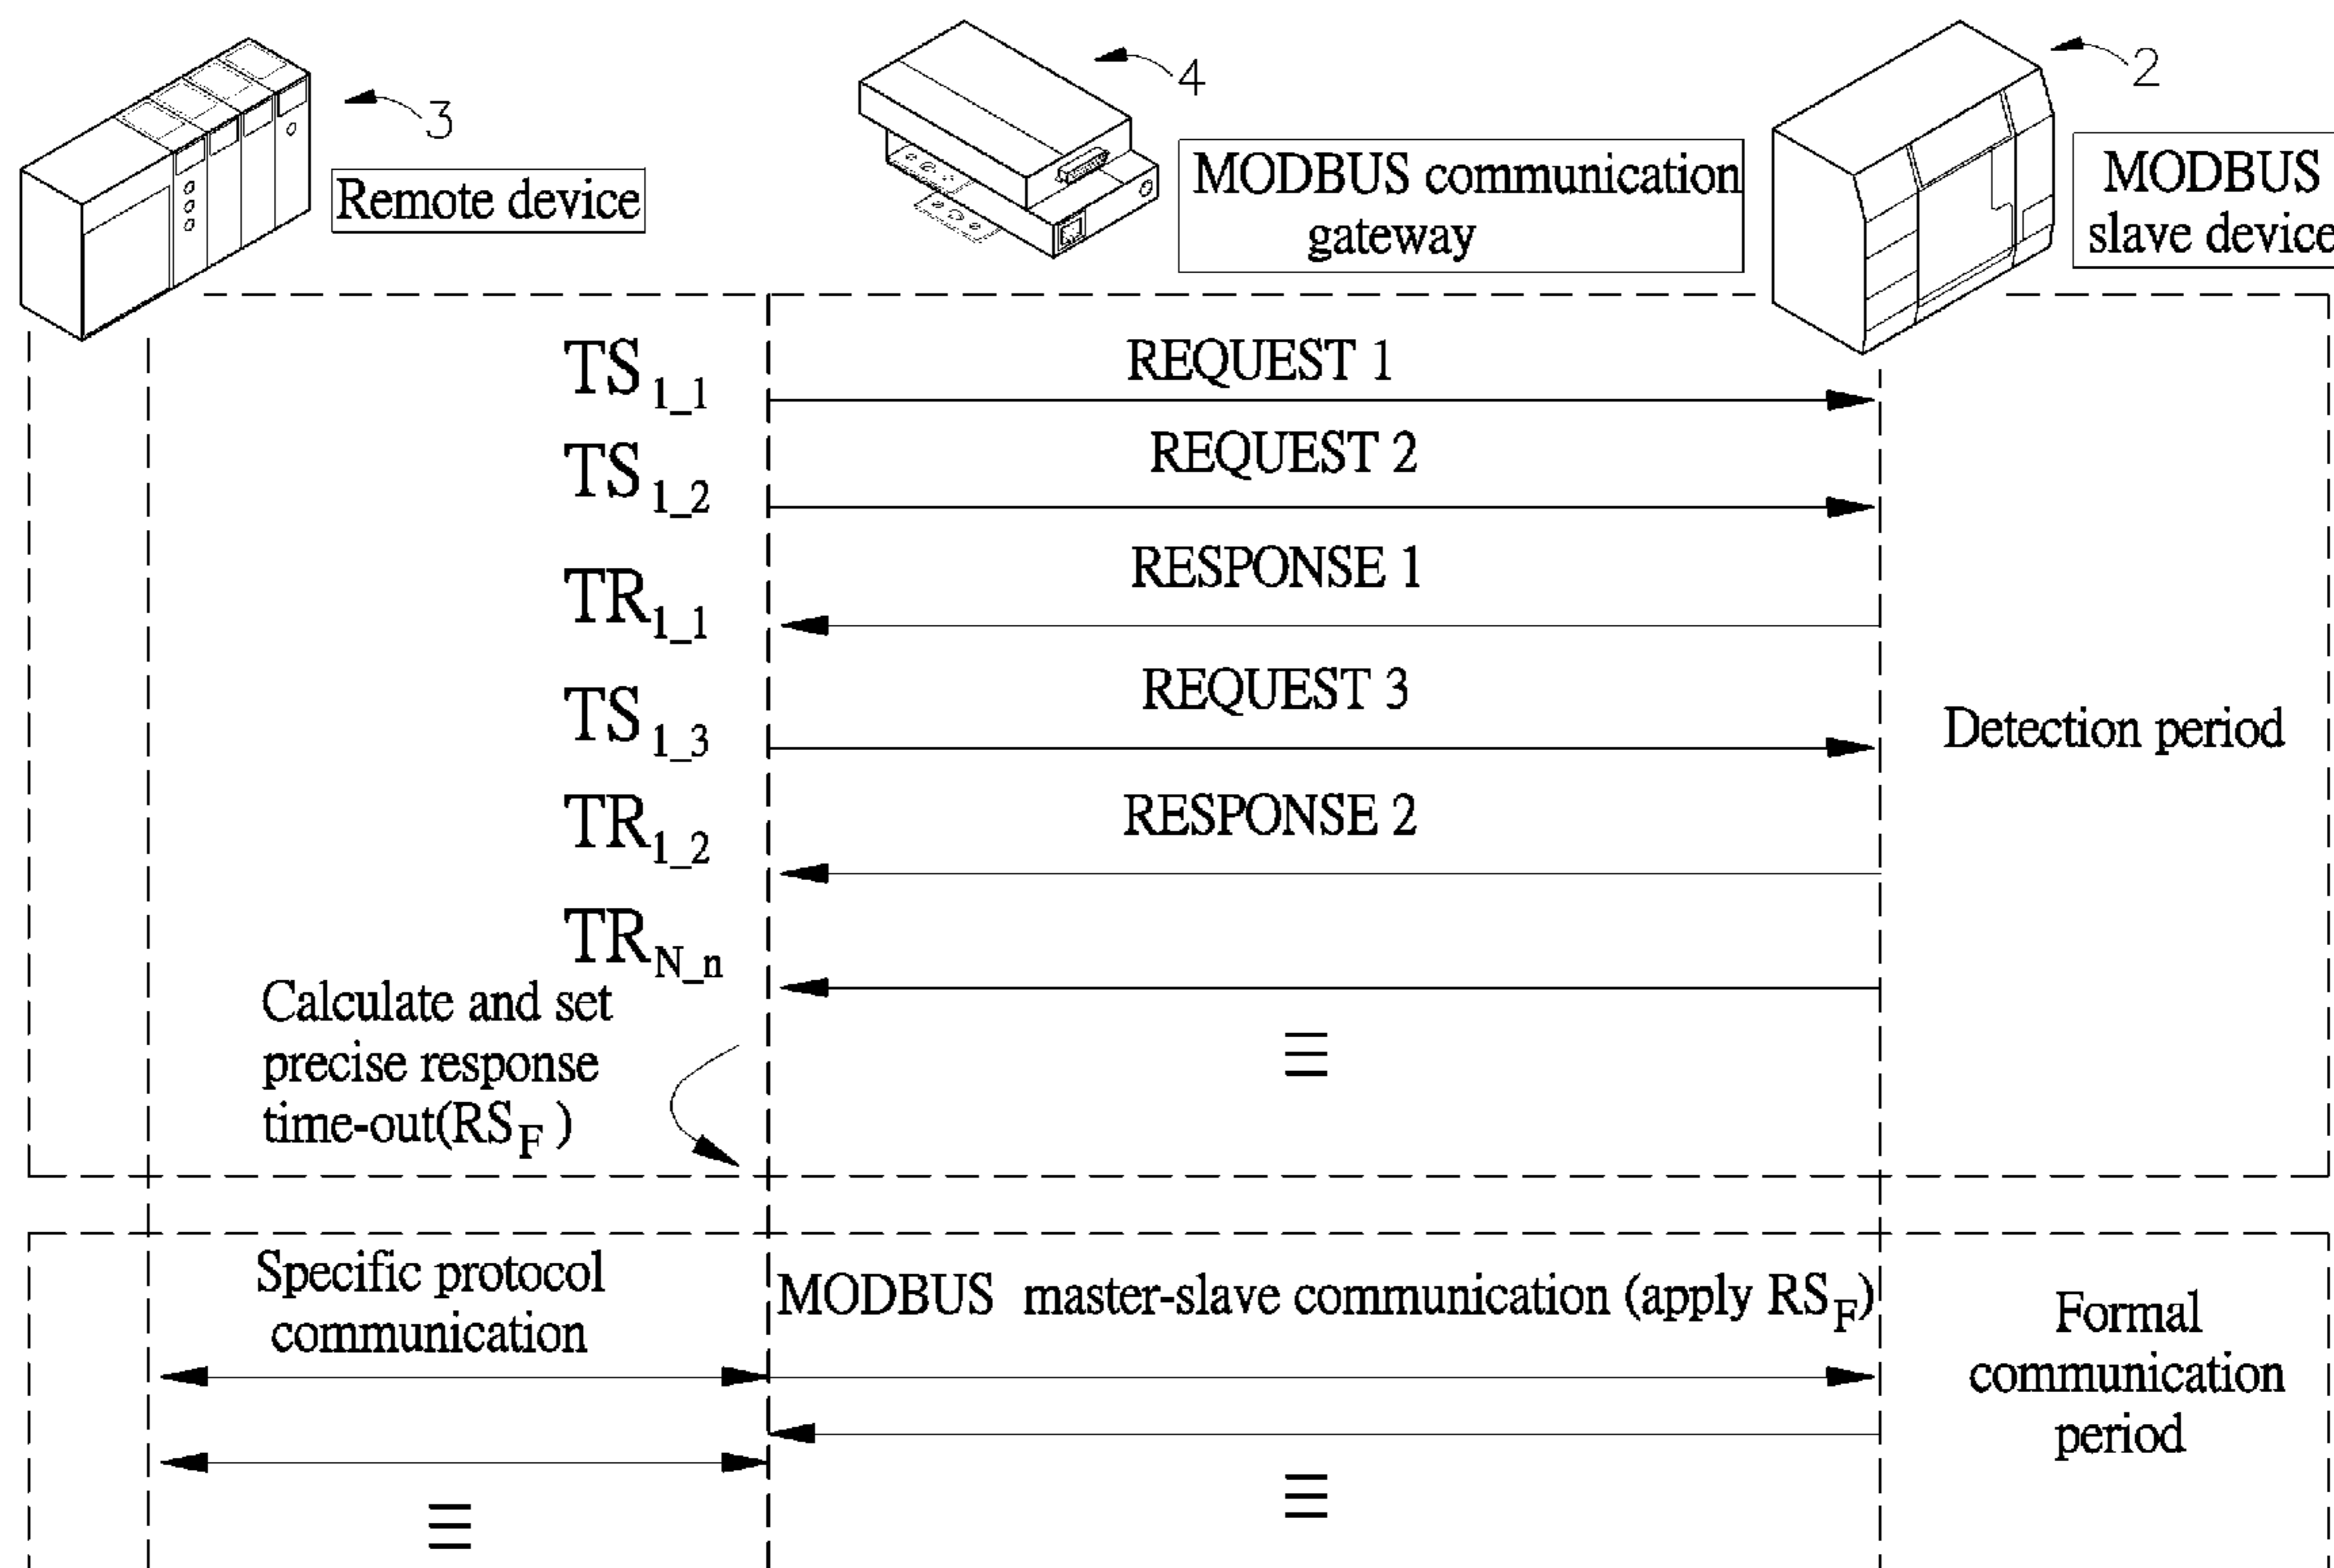 3
Remote device
4
MODBUS communication
gateway
2
MODBUS
slave device
TS1_1
REQUEST 1
TS1_2
REQUEST 2
TR1_1
RESPONSE 1
TS1_3
REQUEST 3
Detection period
TR1_2
RESPONSE 2
TRN_n
Calculate and set
precise response
time-out(RSF )
Specific protocol
communication
MODBUS master-slave communication (apply RSF)
Formal
communication
period